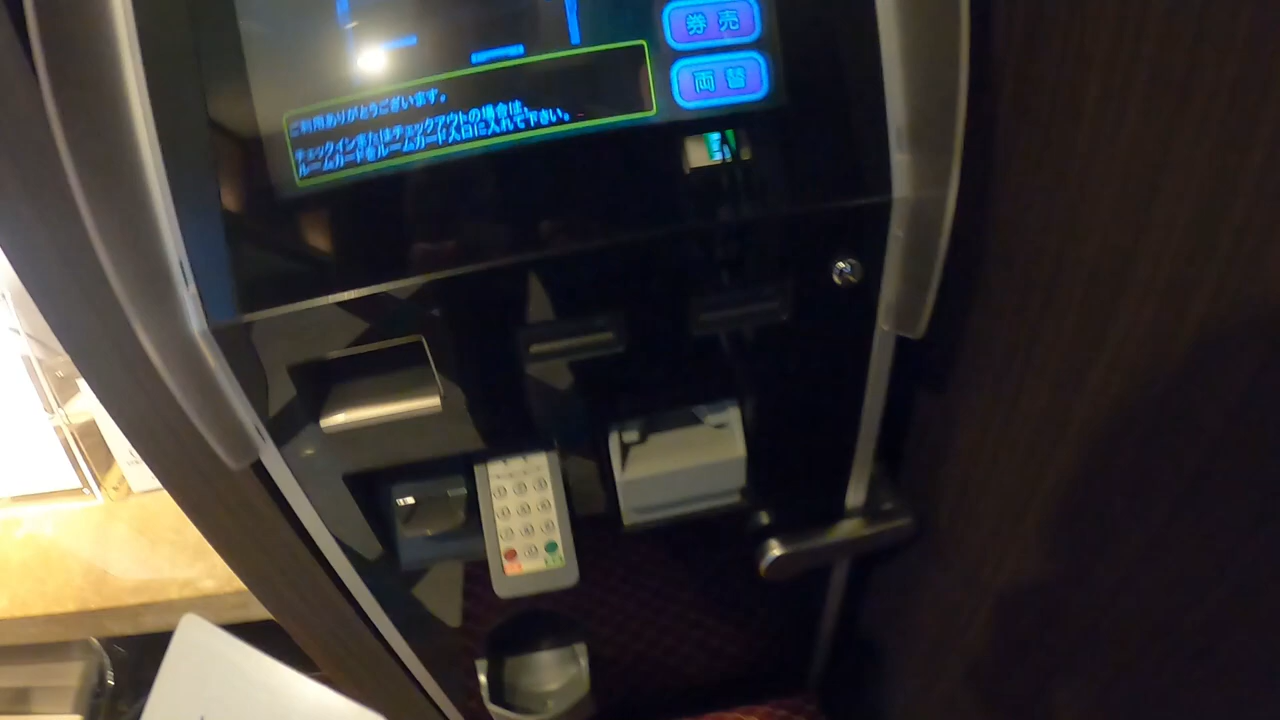 券売
両替
ご利用ありがとうございます。
チェックインまたはチェックアウトの場合は、
ルームカードをルームカード入口に入れて下さい。